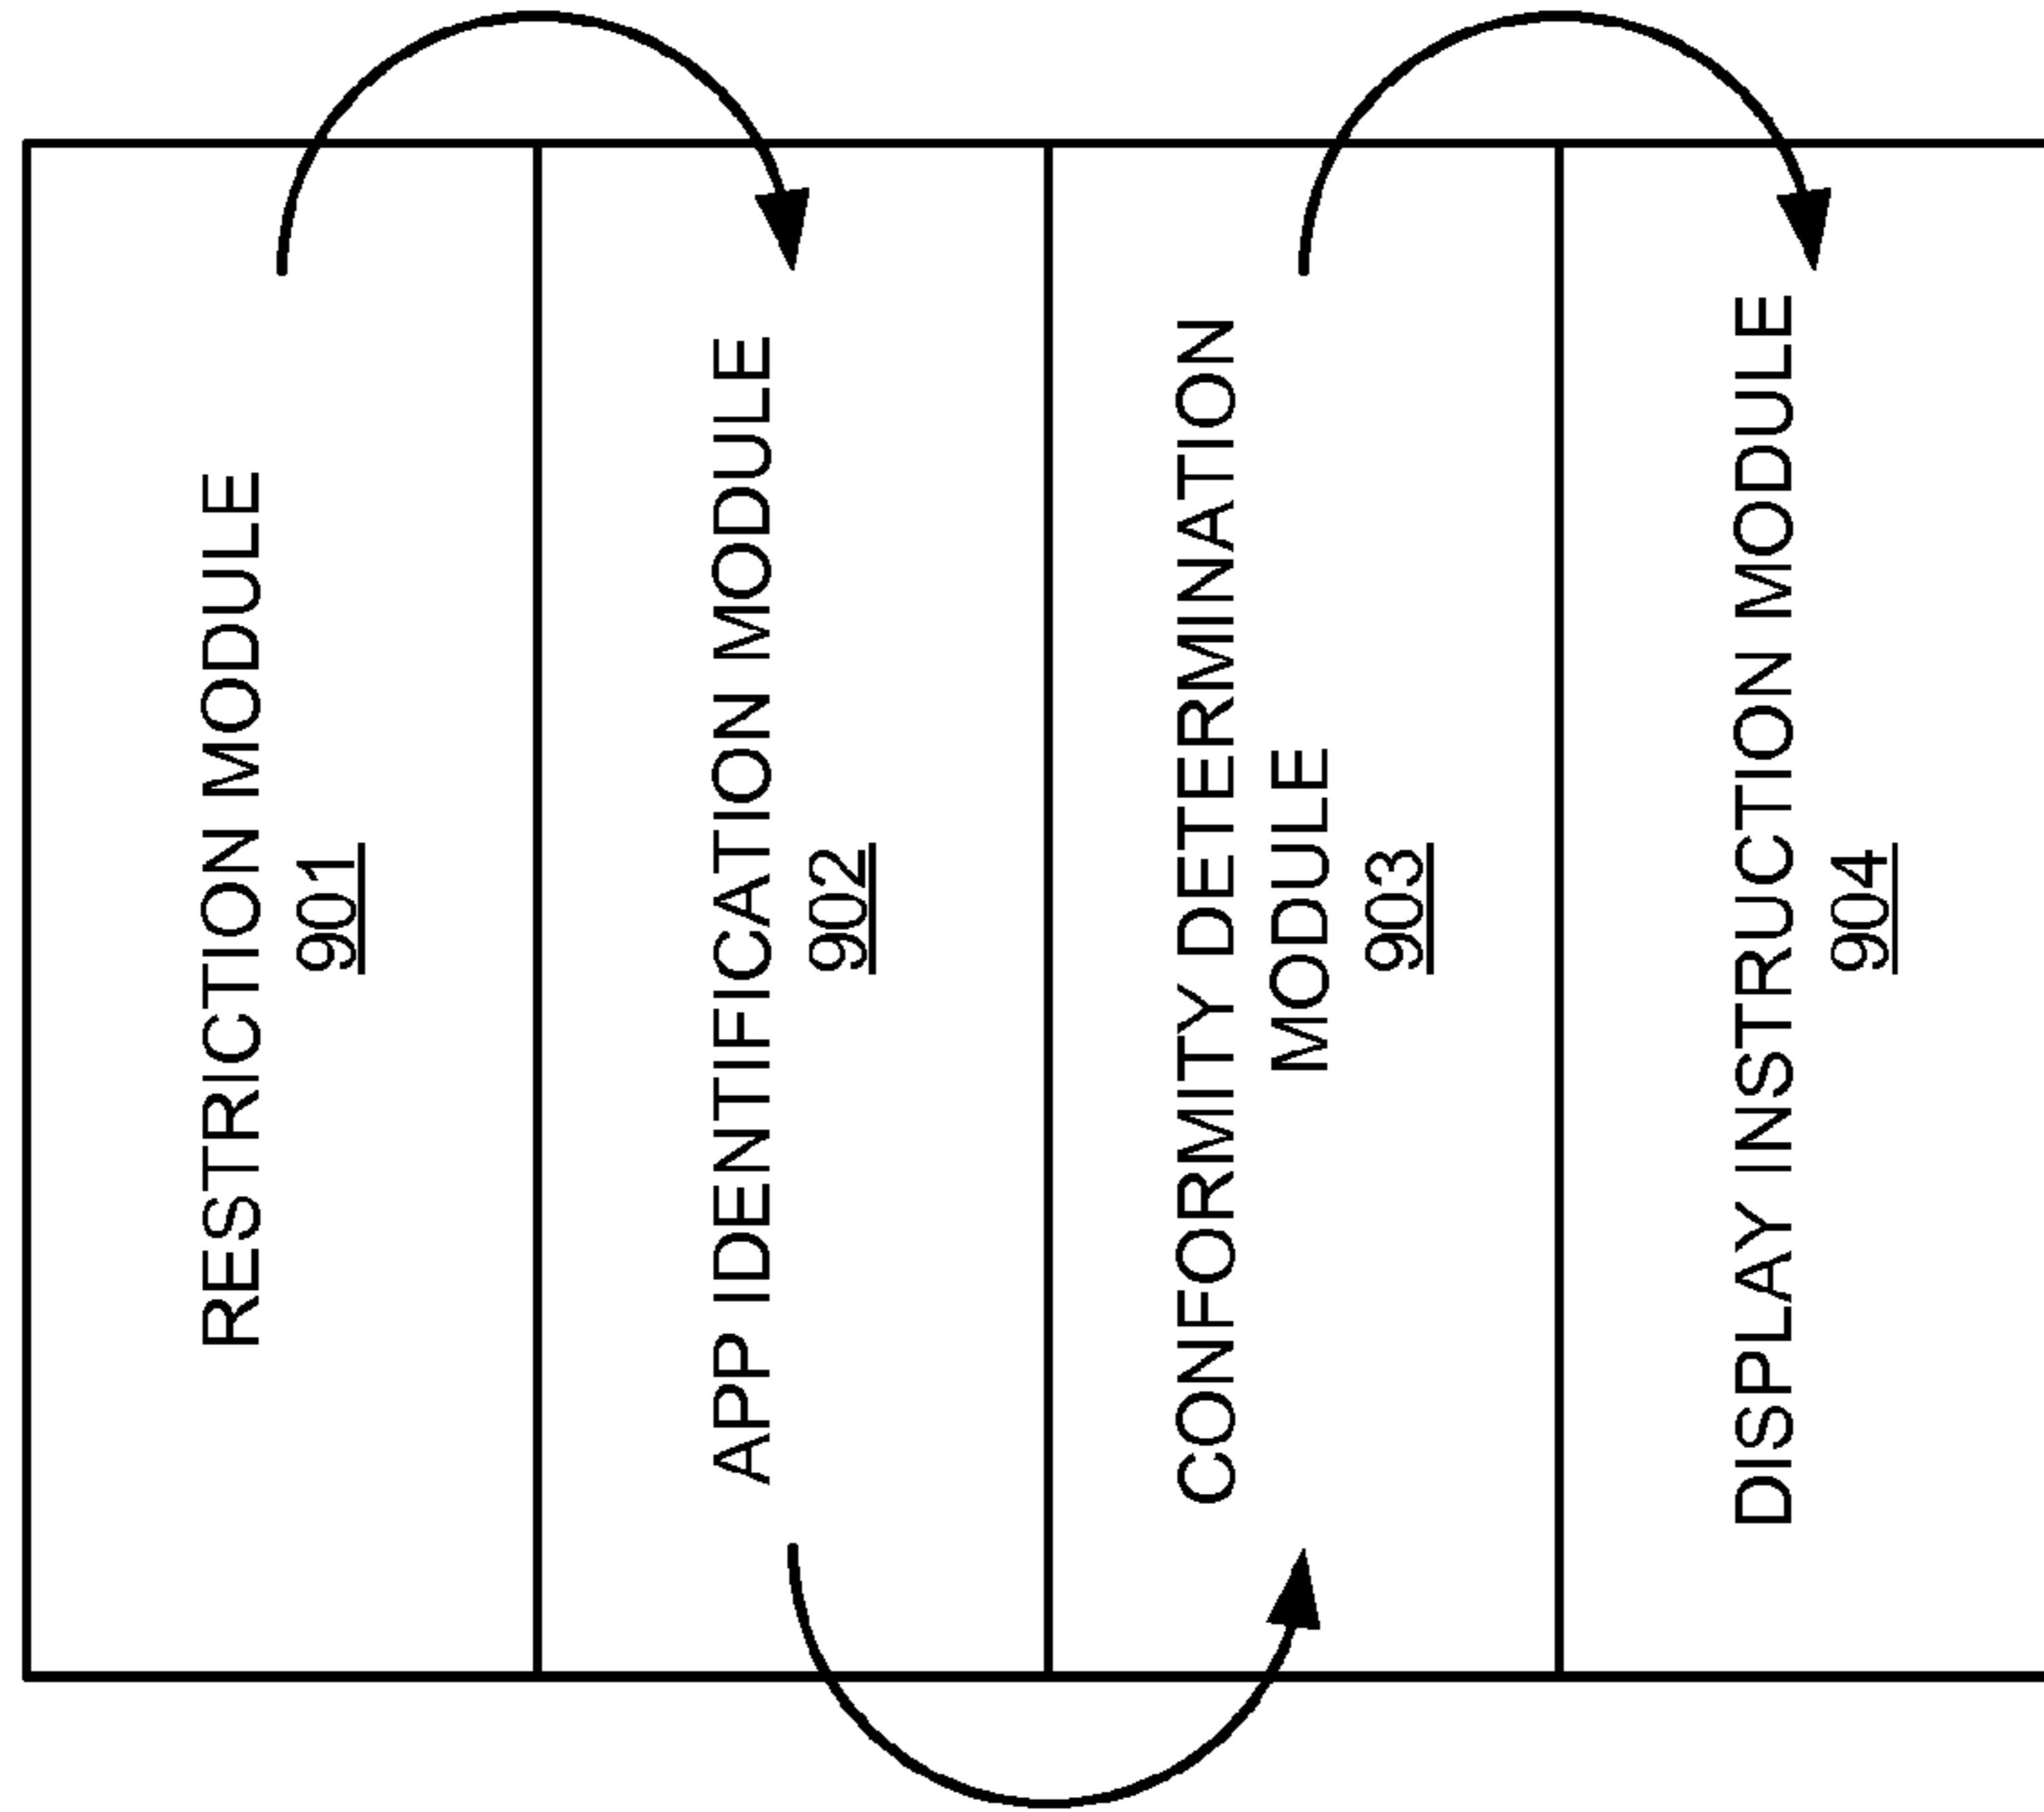 RESTRICTION MODULE
901
APP IDENTIFICATION MODULE
902
CONFORMITY DETERMINATION
MODULE
903
DISPLAY INSTRUCTION MODULE
904